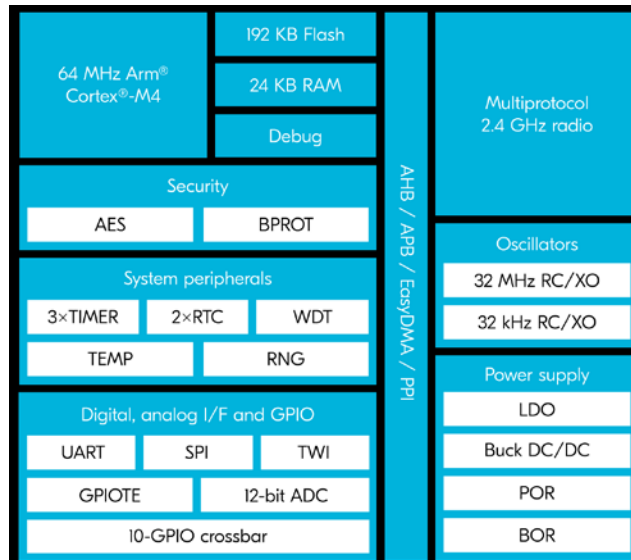 64 MHz Arm®
Cortex®-M4
192 KB Flash
24 KB RAM
Debug
Security
AES
BPROT
System peripherals
3×TIMER
2×RTC
WDT
TEMP
RNG
Digital, analog I/F and GPIO
UART
SPI
TWI
GPIOTE
12-bit ADC
10-GPIO crossbar
AHB / APB / EasyDMA / PPI
Multiprotocol
2.4 GHz radio
Oscillators
32 MHz RC/XO
32 kHz RC/XO
Power supply
LDO
Buck DC/DC
POR
BOR